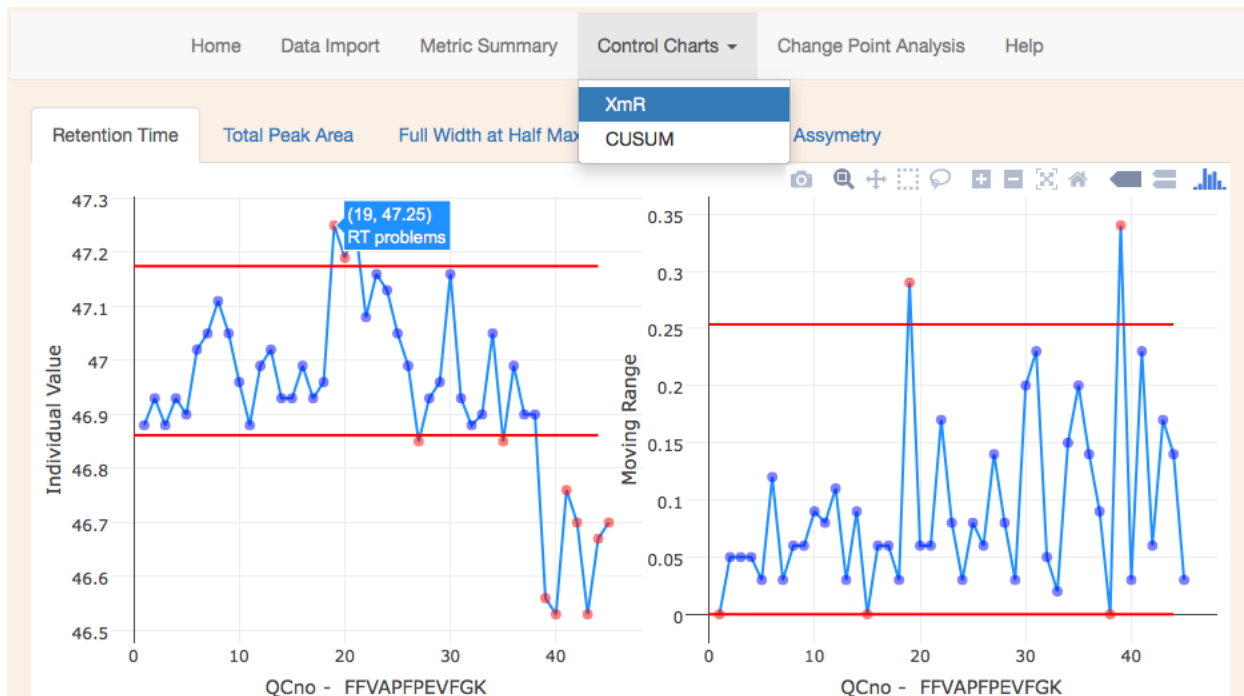 Home Data Import Metric Summary Control Charts Change Point Analysis Help
XmR
CUSUM
Retention Time Total Peak Area Full Width at Half Max Assymetry
47.3
47.2
47.1
47
46.9
46.8
46.7
46.6
46.5
Individual Value
(19, 47.25)
RT problems
0 10 20 30 40
QCno - FFVAPFPEVFGK
0.35
0.3
0.25
0.2
0.15
0.1
0.05
0
Moving Range
0 10 20 30 40
QCno - FFVAPFPEVFGK